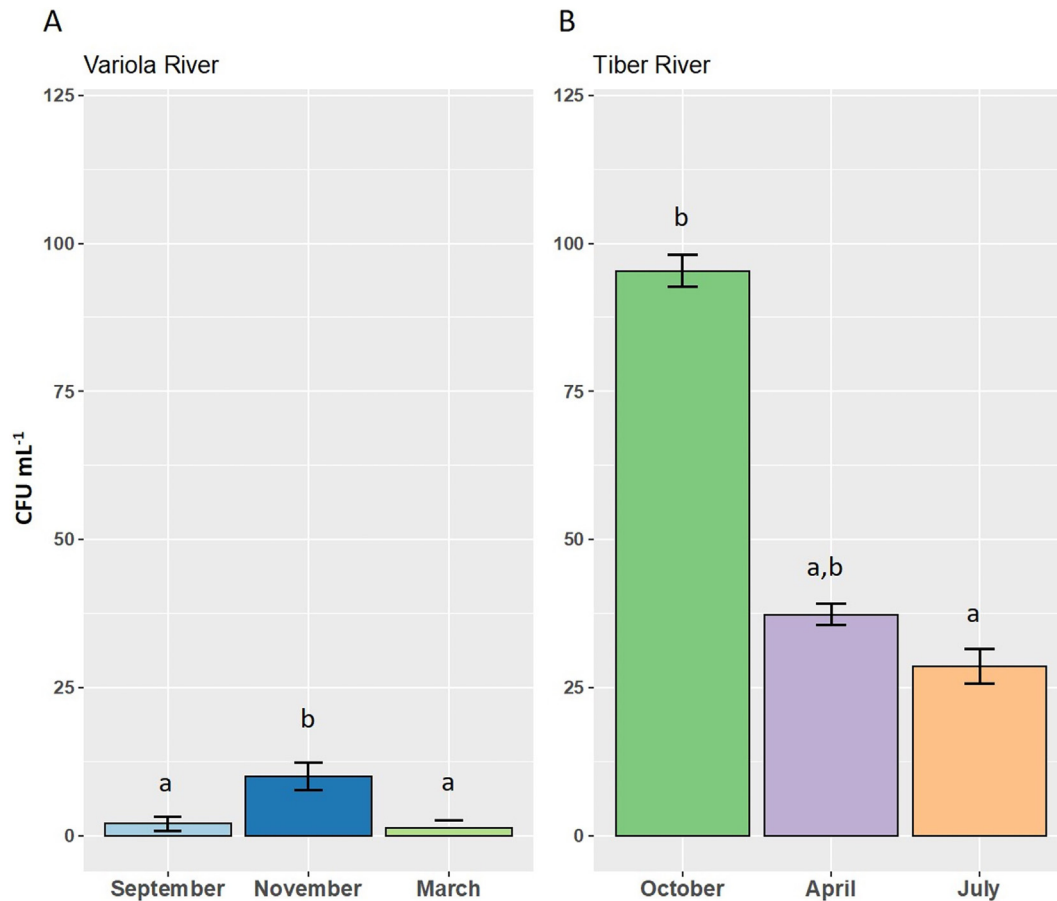 A
Variola River
125
100
75
50
25
0
CFU mL-1
a
b
a
September
November
March
B
Tiber River
125
100
75
50
25
0
b
a,b
a
October
April
July